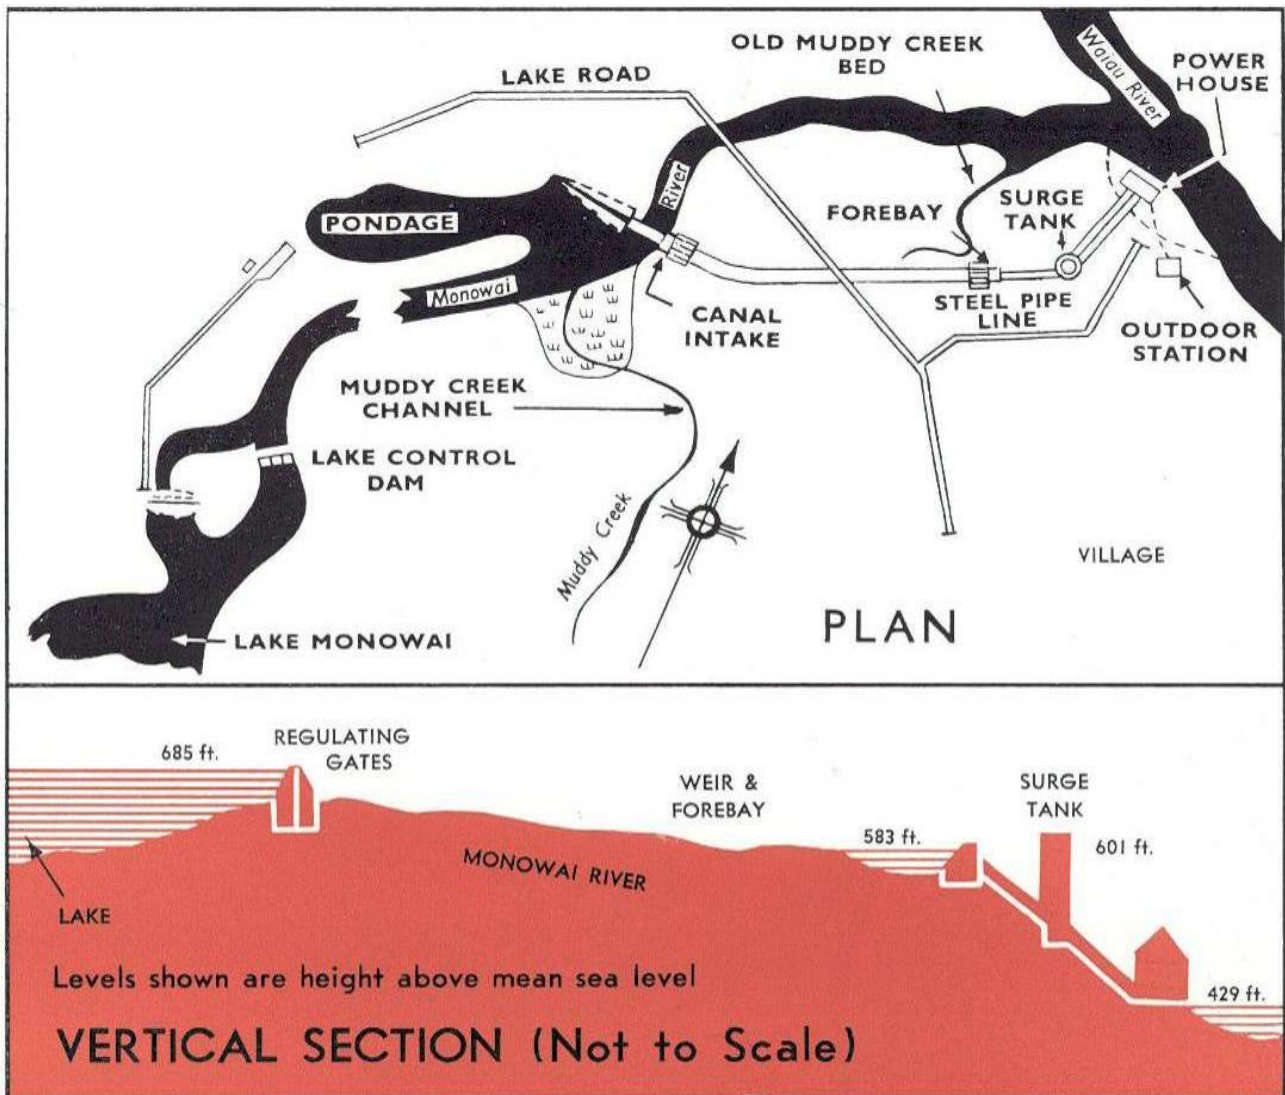 OLD MUDDY CREEK
BED
Waiau River
POWER
HOUSE
LAKE ROAD
River
PONDAGE
FOREBAY
SURGE
TANK
Monowai
CANAL
INTAKE
STEEL PIPE
LINE
OUTDOOR
STATION
MUDDY CREEK
CHANNEL
LAKE CONTROL
DAM
Muddy Creek
VILLAGE
PLAN
LAKE MONOWAI
685 ft.
REGULATING
GATES
WEIR &
FOREBAY
SURGE
TANK
583 ft.
601 ft.
MONOWAI RIVER
LAKE
Levels shown are height above mean sea level
429 ft.
VERTICAL SECTION (Not to Scale)